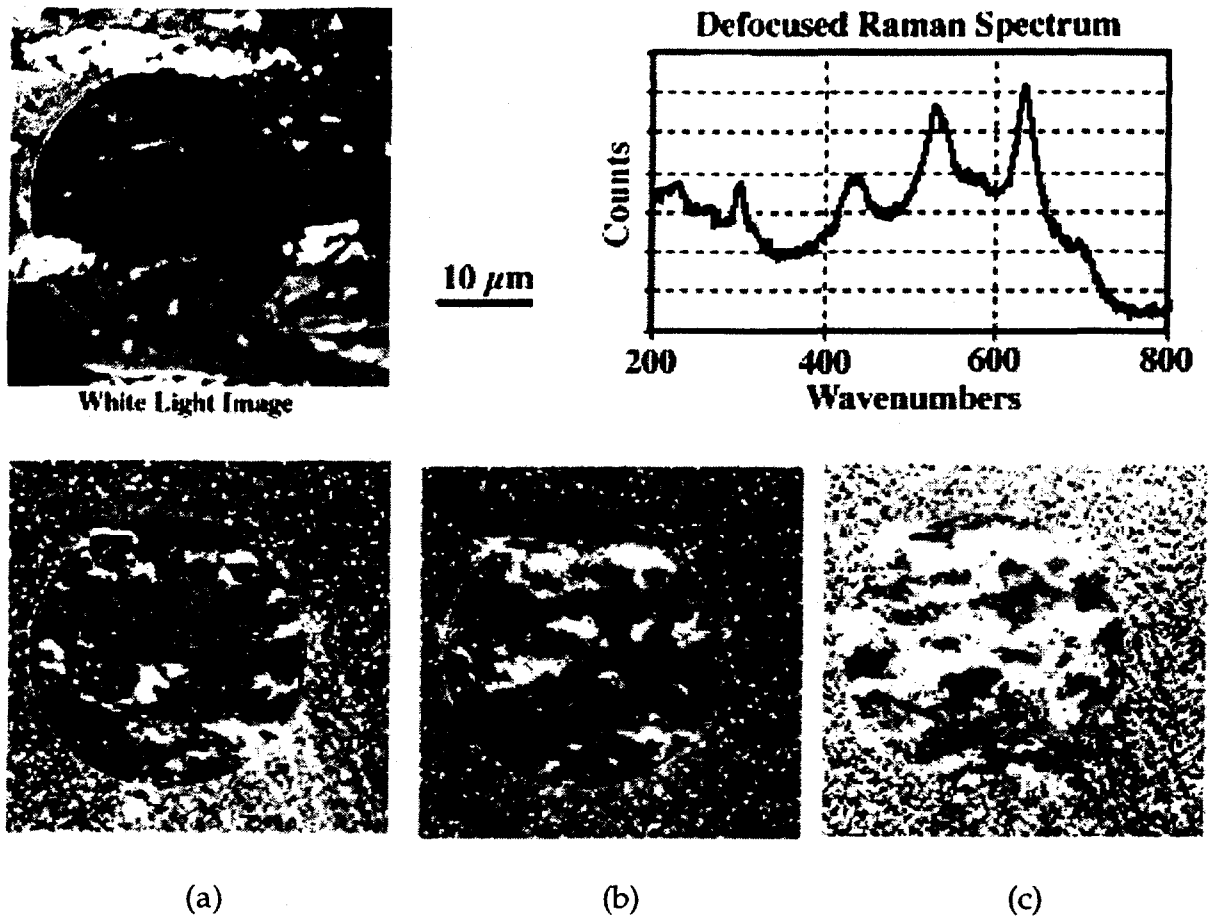 Defocused Raman Spectrum
Counts
200
400
600
800
Wavenumbers
10 μm
White Light Image
(a)
(b)
(c)